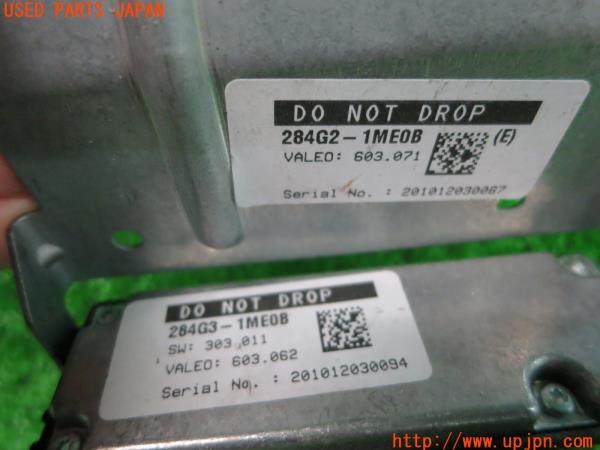 USED PARTS JAPAN
DO NOT DROP
284G2-1ME0B (E)
VALEO: 603.071
Serial No. : 201012030067
DO NOT DROP
284G3-1ME0B
SW: 303.011
VALEO: 603.062
Serial No. : 201012030094
http://www.upjpn.com/